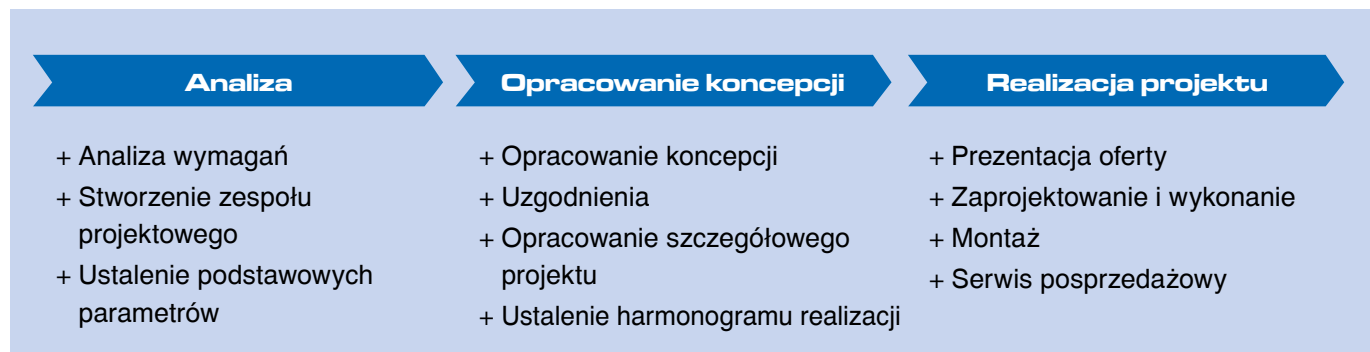 Analiza
+ Analiza wymagań
+ Stworzenie zespołu
projektowego
+ Ustalenie podstawowych
parametrów
Opracowanie koncepcji
+ Opracowanie koncepcji
+ Uzgodnienia
+ Opracowanie szczegółowego
projektu
+ Ustalenie harmonogramu realizacji
Realizacja projektu
+ Prezentacja oferty
+ Zaprojektowanie i wykonanie
+ Montaż
+ Serwis posprzedażowy